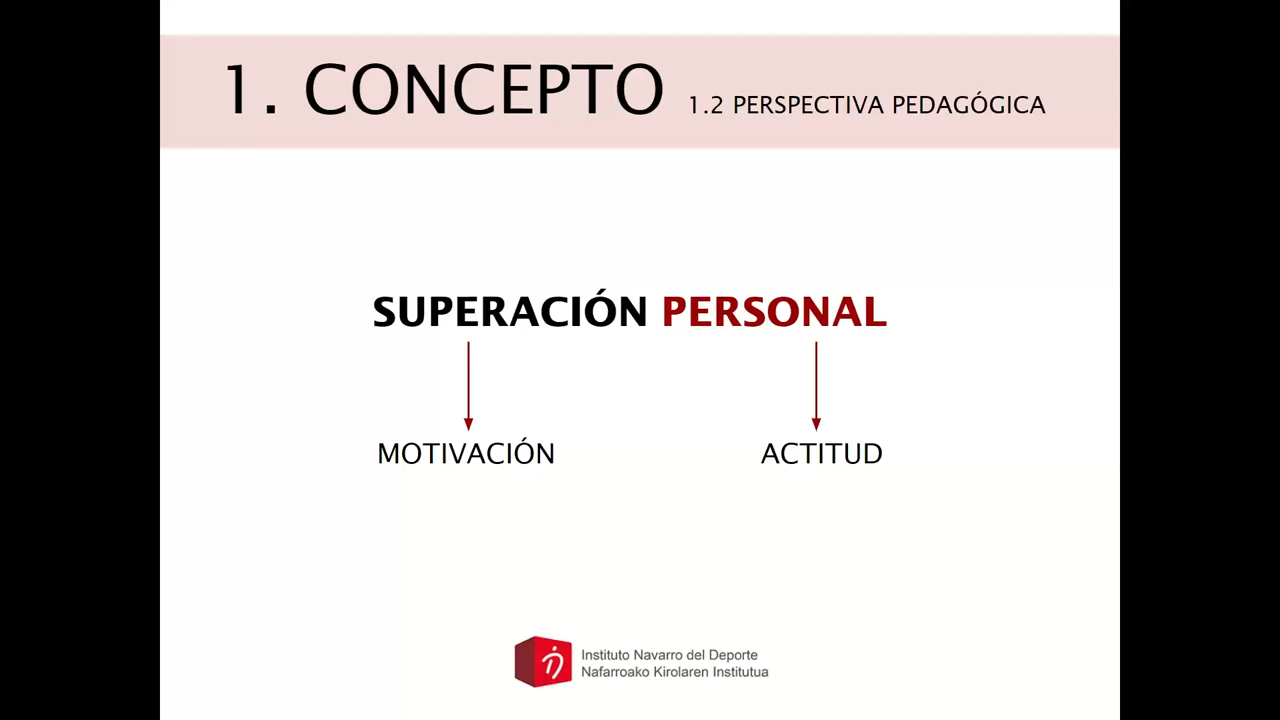 1. CONCEPTO 1.2 PERSPECTIVA PEDAGÓGICA
SUPERACIÓN PERSONAL
MOTIVACIÓN ACTITUD
Instituto Navarro del Deporte
Nafarroako Kirolaren Institutua